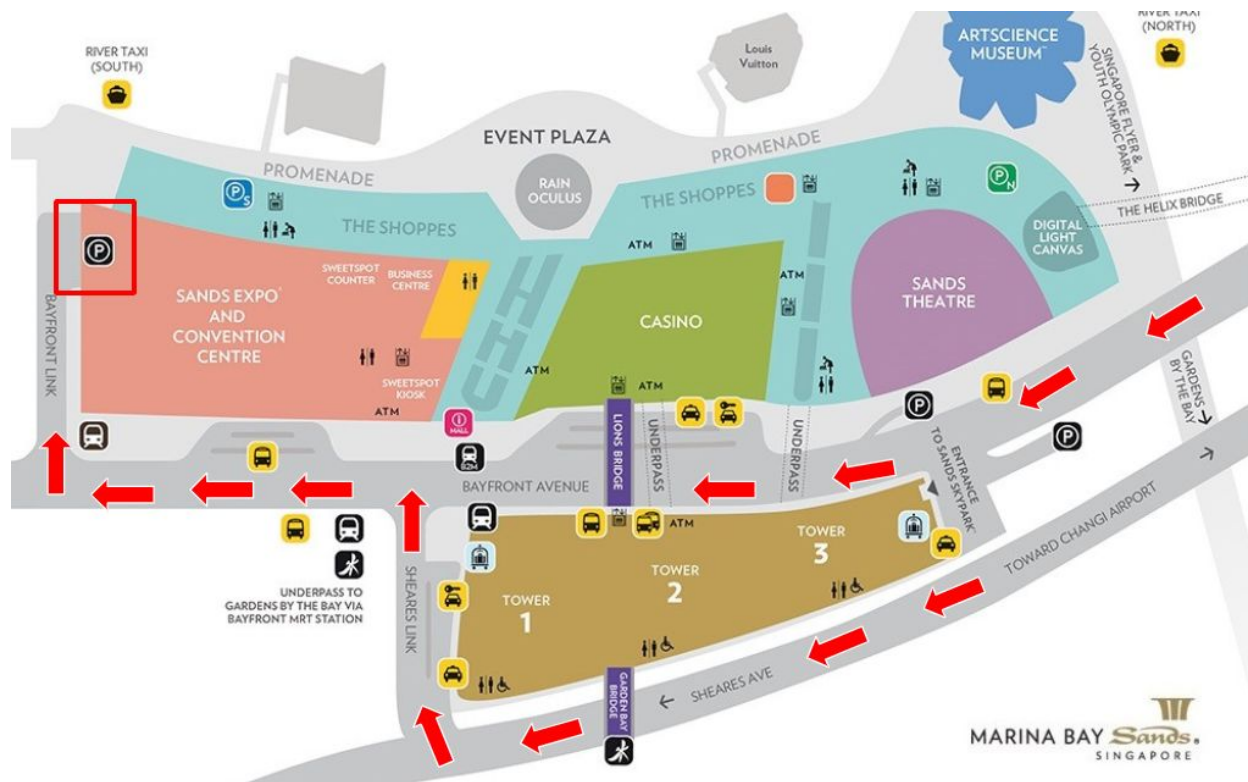 RIVER TAXI
(SOUTH)
Louis
Vuitton
ARTSCIENCE
MUSEUM™
RIVER TAXI
(NORTH)
SINGAPORE FLYER &
YOUTH OLYMPIC PARK
EVENT PLAZA
PROMENADE
PROMENADE
RAIN
OCULUS
THE SHOPPES
THE SHOPPES
P S
P N
P
THE HELIX BRIDGE
DIGITAL
LIGHT
CANVAS
ATM
ATM
SWEETSPOT
COUNTER
BUSINESS
CENTRE
SANDS EXPO
AND
CONVENTION
CENTRE
CASINO
SANDS
THEATRE
BAYFRONT LINK
SWEETSPOT
KIOSK
ATM
ATM
ATM
i
MALL
B2M
LIONS BRIDGE
UNDERPASS
UNDERPASS
P
P
ENTRANCE
TO SANDS SKYPARK
GARDENS
BY THE BAY
BAYFRONT AVENUE
ATM
TOWER
3
TOWER
2
TOWER
1
UNDERPASS TO
GARDENS BY THE BAY VIA
BAYFRONT MRT STATION
SHEARES LINK
TOWARD CHANGI AIRPORT
GARDEN BAY
BRIDGE
SHEARES AVE
MARINA BAY Sands®
SINGAPORE